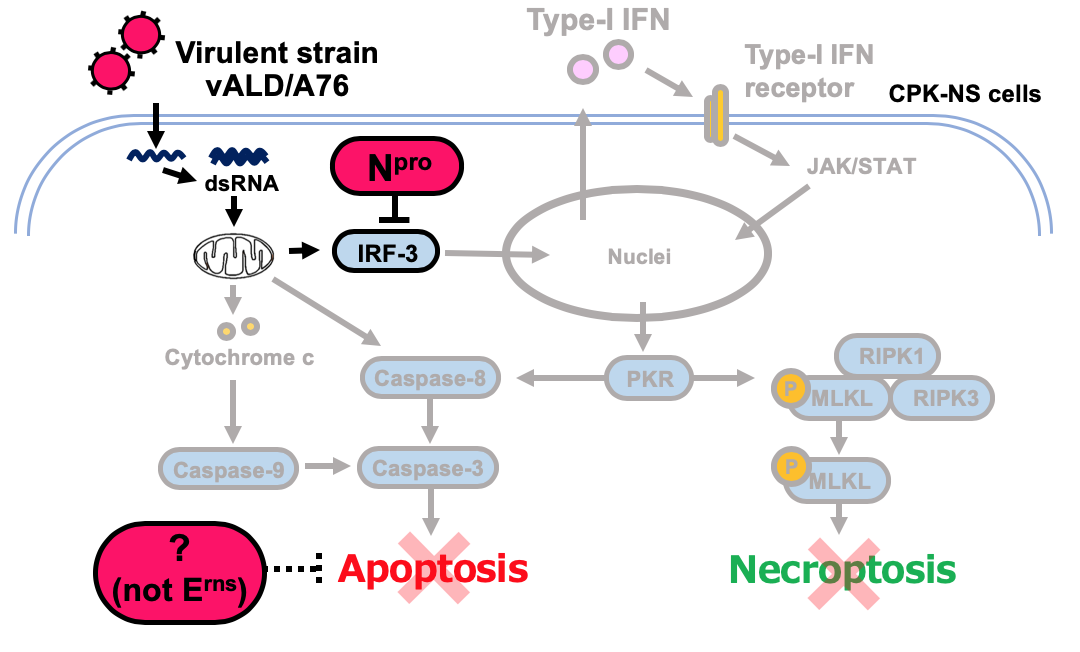 Type-I IFN
Virulent strain
vALD/A76
Type-I IFN
receptor
CPK-NS cells
Npro
dsRNA
JAK/STAT
IRF-3
Nuclei
Cytochrome c
RIPK1
Caspase-8
PKR
P
MLKL
RIPK3
Caspase-9
Caspase-3
P
MLKL
?
(not Erns)
Apoptosis
Necroptosis